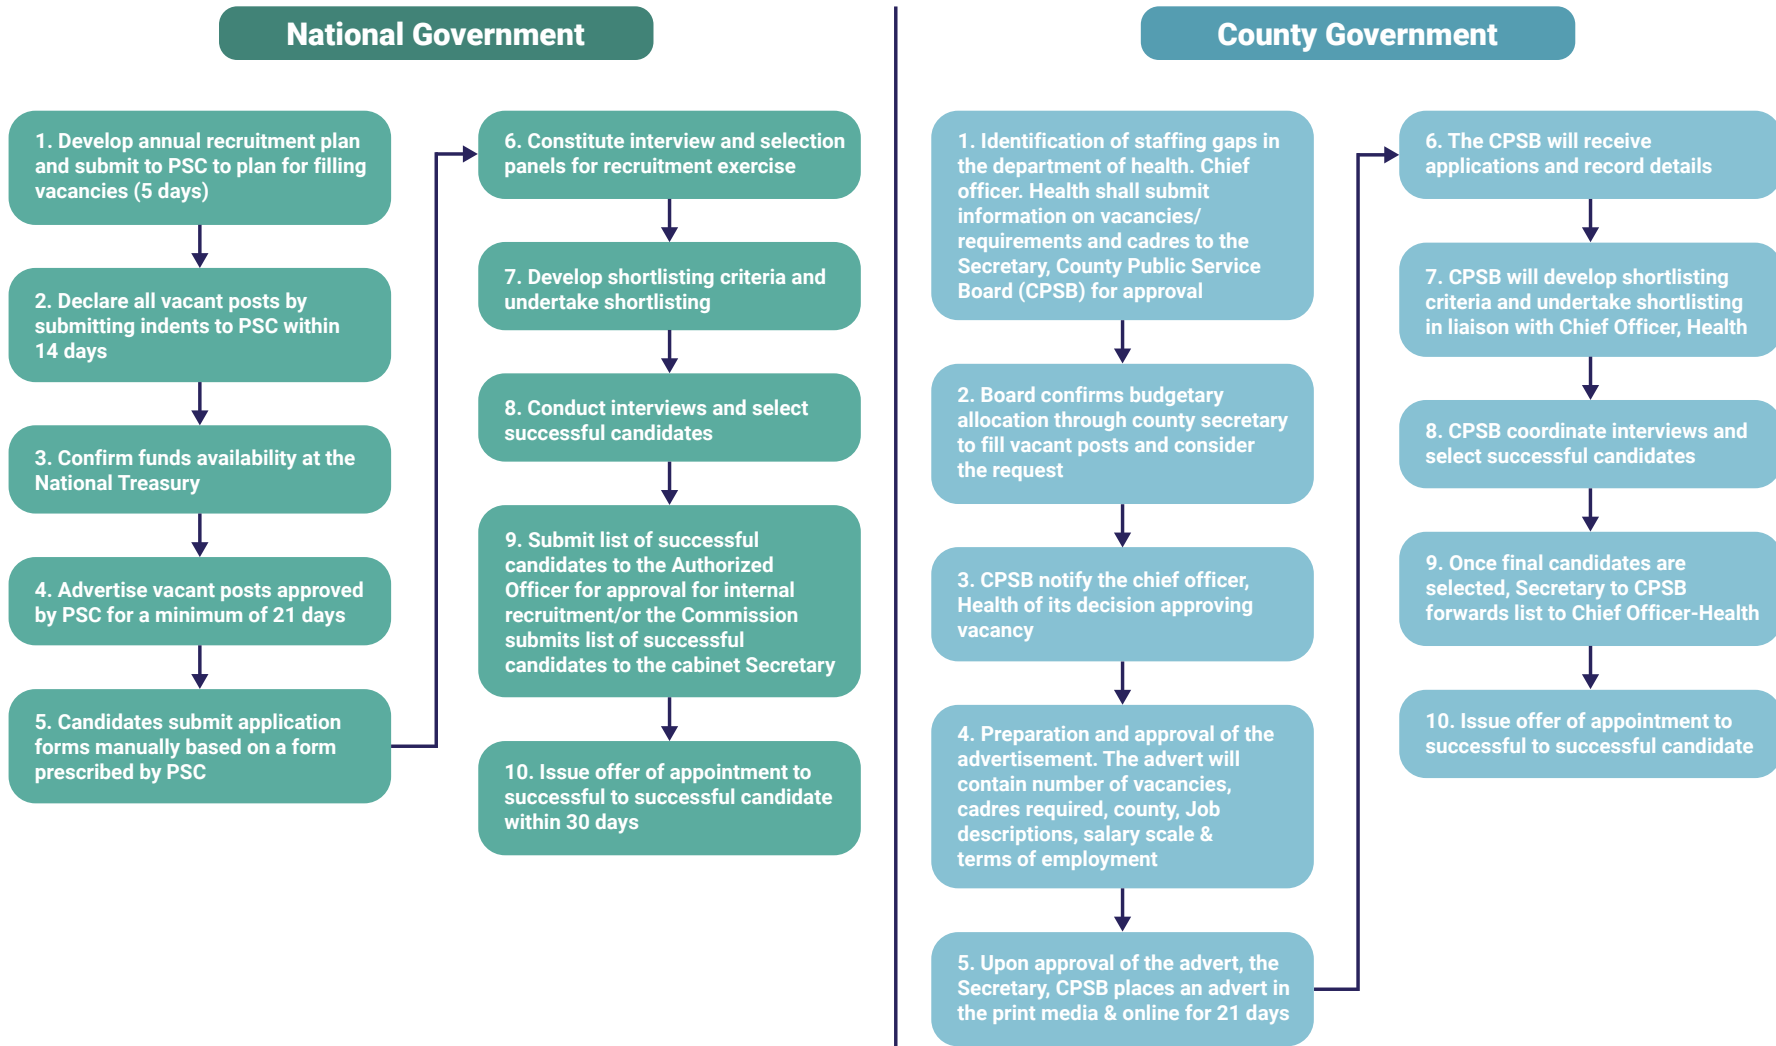 National Government
1. Develop annual recruitment plan
and submit to PSC to plan for filling
vacancies (5 days)
2. Declare all vacant posts by
submitting indents to PSC within
14 days
3. Confirm funds availability at the
National Treasury
4. Advertise vacant posts approved
by PSC for a minimum of 21 days
5. Candidates submit application
forms manually based on a form
prescribed by PSC
6. Constitute interview and selection
panels for recruitment exercise
7. Develop shortlisting criteria and
undertake shortlisting
8. Conduct interviews and select
successful candidates
9. Submit list of successful
candidates to the Authorized
Officer for approval for internal
recruitment/or the Commission
submits list of successful
candidates to the cabinet Secretary
10. Issue offer of appointment to
successful to successful candidate
within 30 days
County Government
1. Identification of staffing gaps in
the department of health. Chief
officer. Health shall submit
information on vacancies/
requirements and cadres to the
Secretary, County Public Service
Board (CPSB) for approval
2. Board confirms budgetary
allocation through county secretary
to fill vacant posts and consider
the request
3. CPSB notify the chief officer,
Health of its decision approving
vacancy
4. Preparation and approval of the
advertisement. The advert will
contain number of vacancies,
cadres required, county, Job
descriptions, salary scale &
terms of employment
5. Upon approval of the advert, the
Secretary, CPSB places an advert in
the print media & online for 21 days
6. The CPSB will receive
applications and record details
7. CPSB will develop shortlisting
criteria and undertake shortlisting
in liaison with Chief Officer, Health
8. CPSB coordinate interviews and
select successful candidates
9. Once final candidates are
selected, Secretary to CPSB
forwards list to Chief Officer-Health
10. Issue offer of appointment to
successful to successful candidate